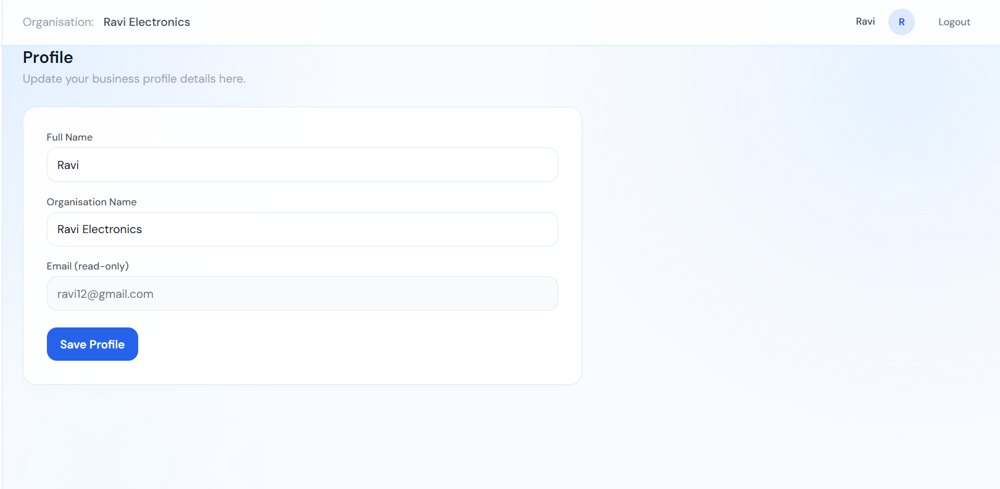 Organisation: Ravi Electronics
Ravi R Logout
Profile
Update your business profile details here.
Full Name
Ravi
Organisation Name
Ravi Electronics
Email (read-only)
ravi12@gmail.com
Save Profile